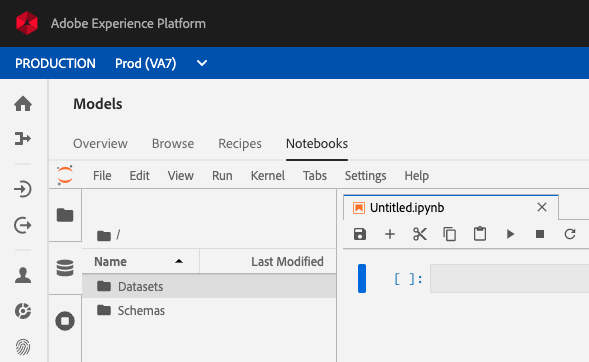 Adobe Experience Platform
PRODUCTION Prod (VA7)
Models
Overview Browse Recipes Notebooks
File Edit View Run Kernel Tabs Settings Help
Untitled.ipynb
/
Name Last Modified
[ ]:
Datasets
Schemas